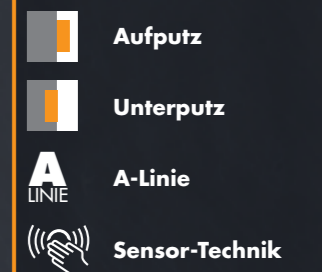 Aufputz
Unterputz
A
LINIE
A-Linie
Sensor-Technik